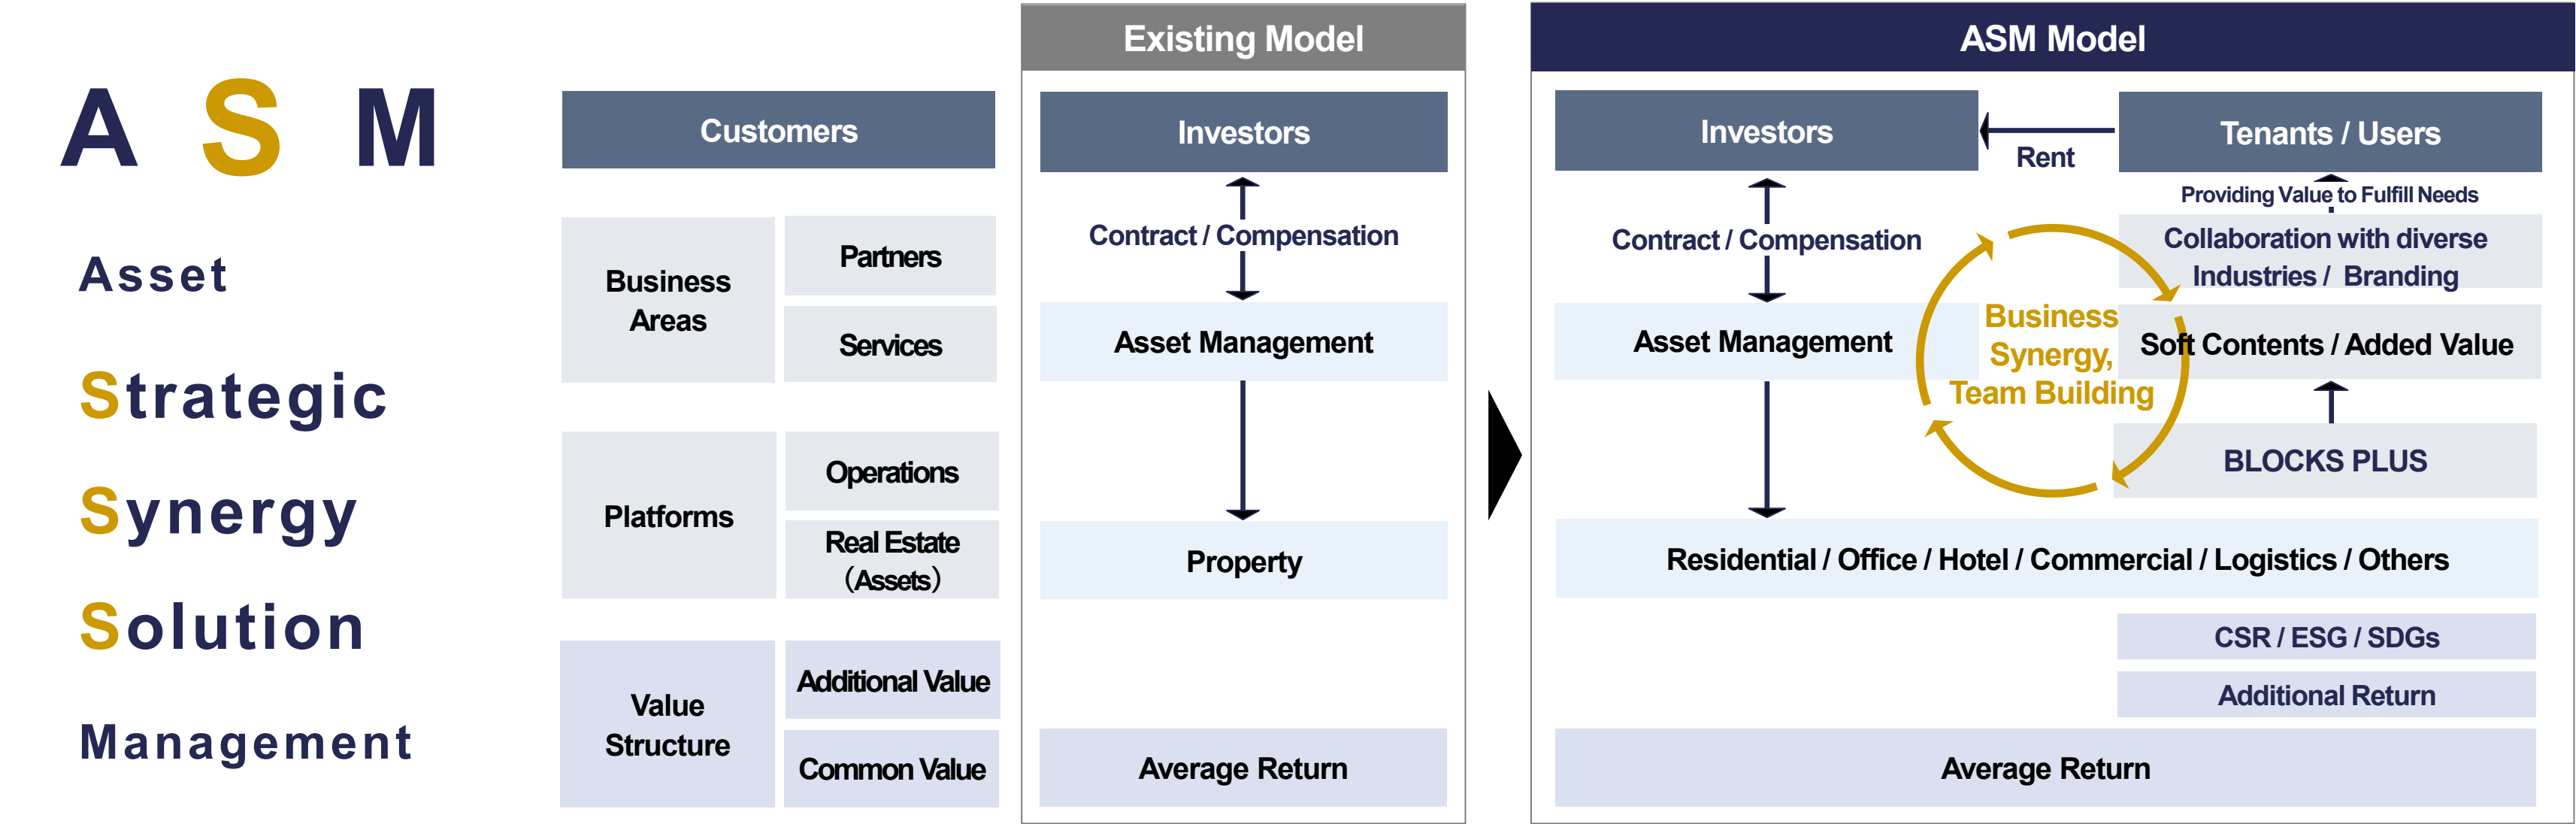 A S M
Asset
Strategic
Synergy
Solution
Management
Customers
Business
Areas
Partners
Services
Platforms
Operations
Real Estate
（Assets）
Value
Structure
Additional Value
Common Value
Existing Model
Investors
Contract / Compensation
Asset Management
Property
Average Return
ASM Model
Investors
Rent
Tenants / Users
Providing Value to Fulfill Needs
Contract / Compensation
Collaboration with diverse
Industries / Branding
Asset Management
Business
Synergy,
Team Building
Soft Contents / Added Value
BLOCKS PLUS
Residential / Office / Hotel / Commercial / Logistics / Others
CSR / ESG / SDGs
Additional Return
Average Return